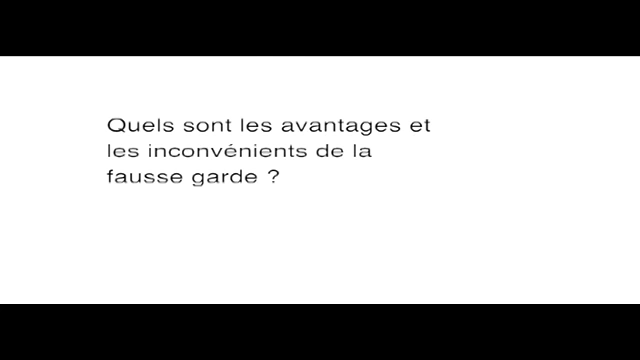 Quels sont les avantages et
les inconvénients de la
fausse garde ?